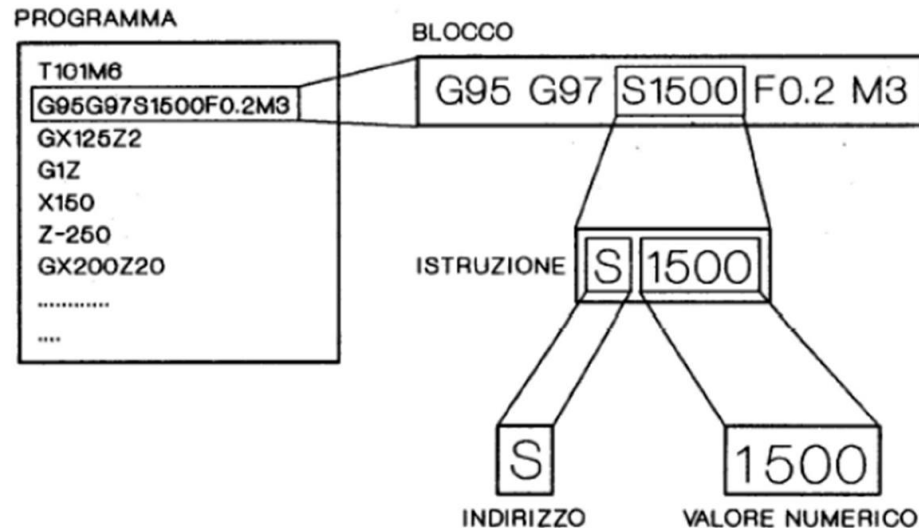 PROGRAMMA
T101M6
G95G97S1500F0.2M3
GX125Z2
G1Z
X150
Z-250
GX200Z20
............
....
BLOCCO
G95 G97 S1500 F0.2 M3
ISTRUZIONE S 1500
S 1500
INDIRIZZO VALORE NUMERICO